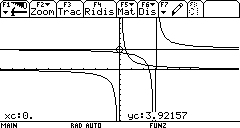 F1 F2 Zoom F3 Trac F4 Ridis F5 Mat F6 Dis F7
xc:0. yc:3.92157
MAIN RAD AUTO FUNZ